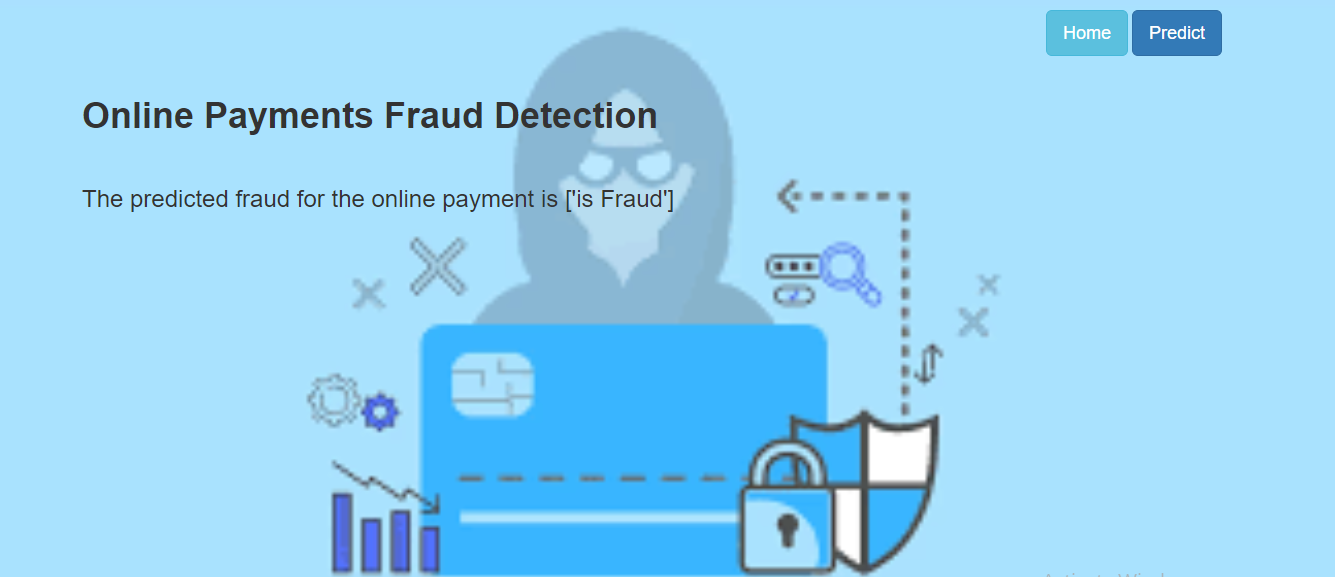 Home Predict
Online Payments Fraud Detection
The predicted fraud for the online payment is ['is Fraud']